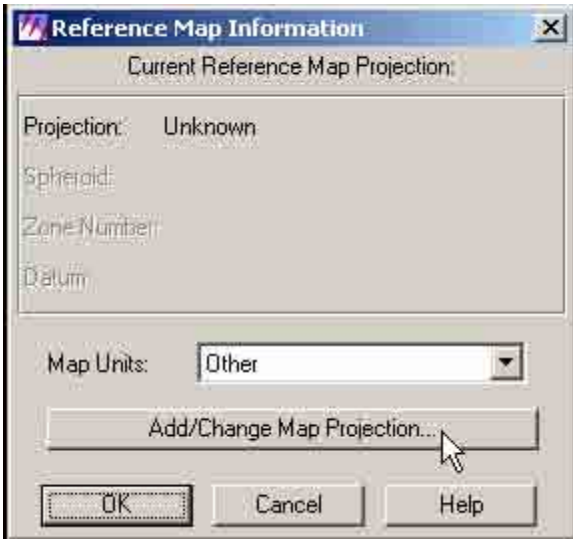 Reference Map Information
Current Reference Map Projection:
Projection: Unknown
Spheroid:
Zone Number:
Datum:
Map Units: Other
Add/Change Map Projection...
OK Cancel Help